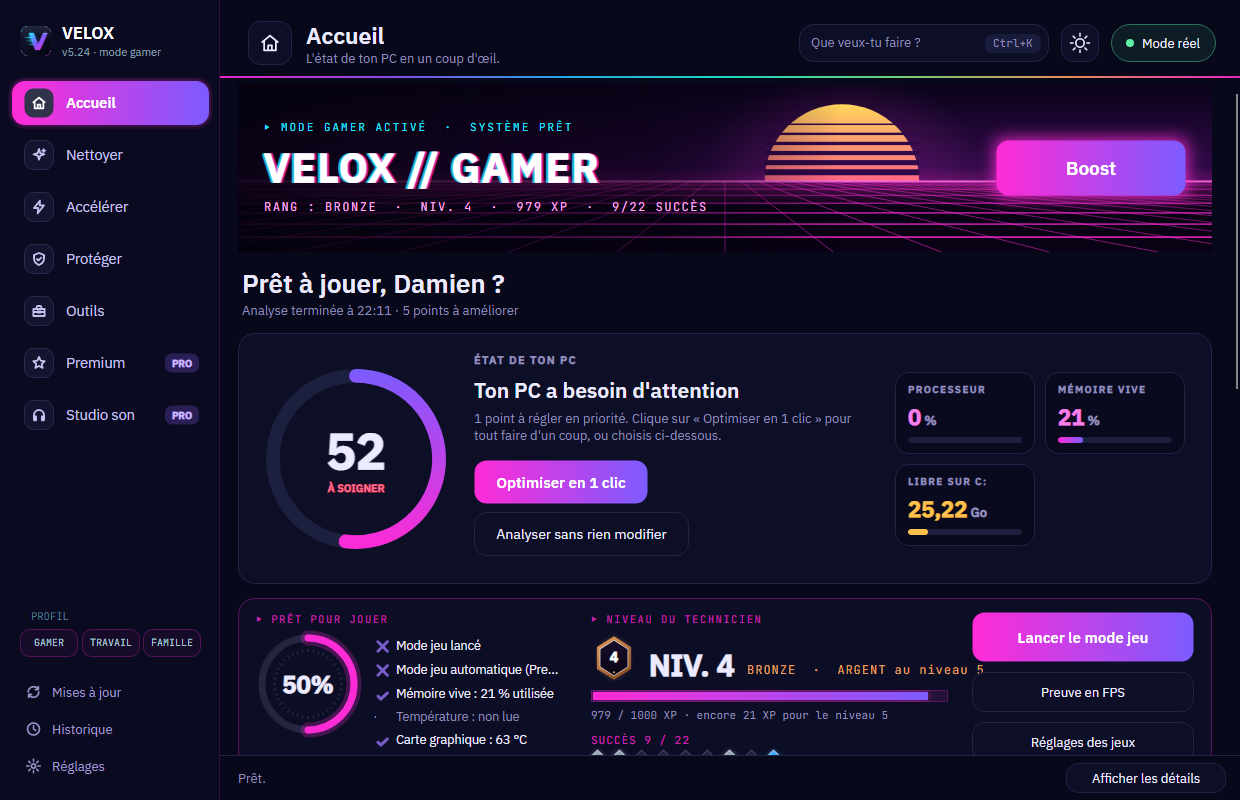 VELOX
v5.24 · mode gamer
Accueil
Nettoyer
Accélérer
Protéger
Outils
Premium PRO
Studio son PRO
PROFIL
GAMER TRAVAIL FAMILLE
Mises à jour
Historique
Réglages
Accueil
L'état de ton PC en un coup d'œil.
Que veux-tu faire ? Ctrl+K
Mode réel
MODE GAMER ACTIVÉ · SYSTÈME PRÊT
VELOX // GAMER
RANG : BRONZE · NIV. 4 · 979 XP · 9/22 SUCCÈS
Boost
Prêt à jouer, Damien ?
Analyse terminée à 22:11 · 5 points à améliorer
52
À SOIGNER
ÉTAT DE TON PC
Ton PC a besoin d'attention
1 point à régler en priorité. Clique sur « Optimiser en 1 clic » pour
tout faire d'un coup, ou choisis ci-dessous.
Optimiser en 1 clic
Analyser sans rien modifier
PROCESSEUR
0 %
MÉMOIRE VIVE
21 %
LIBRE SUR C:
25,22 Go
PRÊT POUR JOUER
50%
Mode jeu lancé
Mode jeu automatique (Pre...
Mémoire vive : 21 % utilisée
· Température : non lue
Carte graphique : 63 °C
NIVEAU DU TECHNICIEN
4
NIV. 4 BRONZE · ARGENT au niveau 5
979 / 1000 XP · encore 21 XP pour le niveau 5
SUCCÈS 9 / 22
Lancer le mode jeu
Preuve en FPS
Réglages des jeux
Prêt.
Afficher les détails